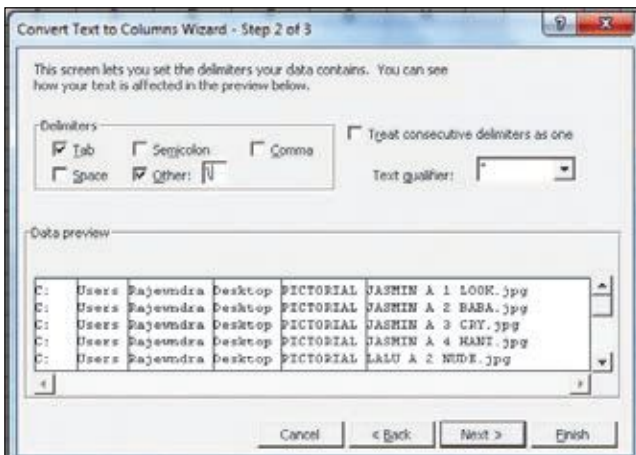 Convert Text to Columns Wizard - Step 2 of 3
This screen lets you set the delimiters your data contains. You can see
how your text is affected in the preview below.
Delimiters
Tab Semicolon Comma
Space Other: \
Treat consecutive delimiters as one
Text qualifier: "
Data preview
C: Users Rajewndra Desktop PICTORIAL JASMIN A 1 LOOK.jpg
C: Users Rajewndra Desktop PICTORIAL JASMIN A 2 BABA.jpg
C: Users Rajewndra Desktop PICTORIAL JASMIN A 3 CRY.jpg
C: Users Rajewndra Desktop PICTORIAL JASMIN A 4 HANI.jpg
C: Users Rajewndra Desktop PICTORIAL LALU A 2 NUDE.jpg
Cancel < Back Next > Finish